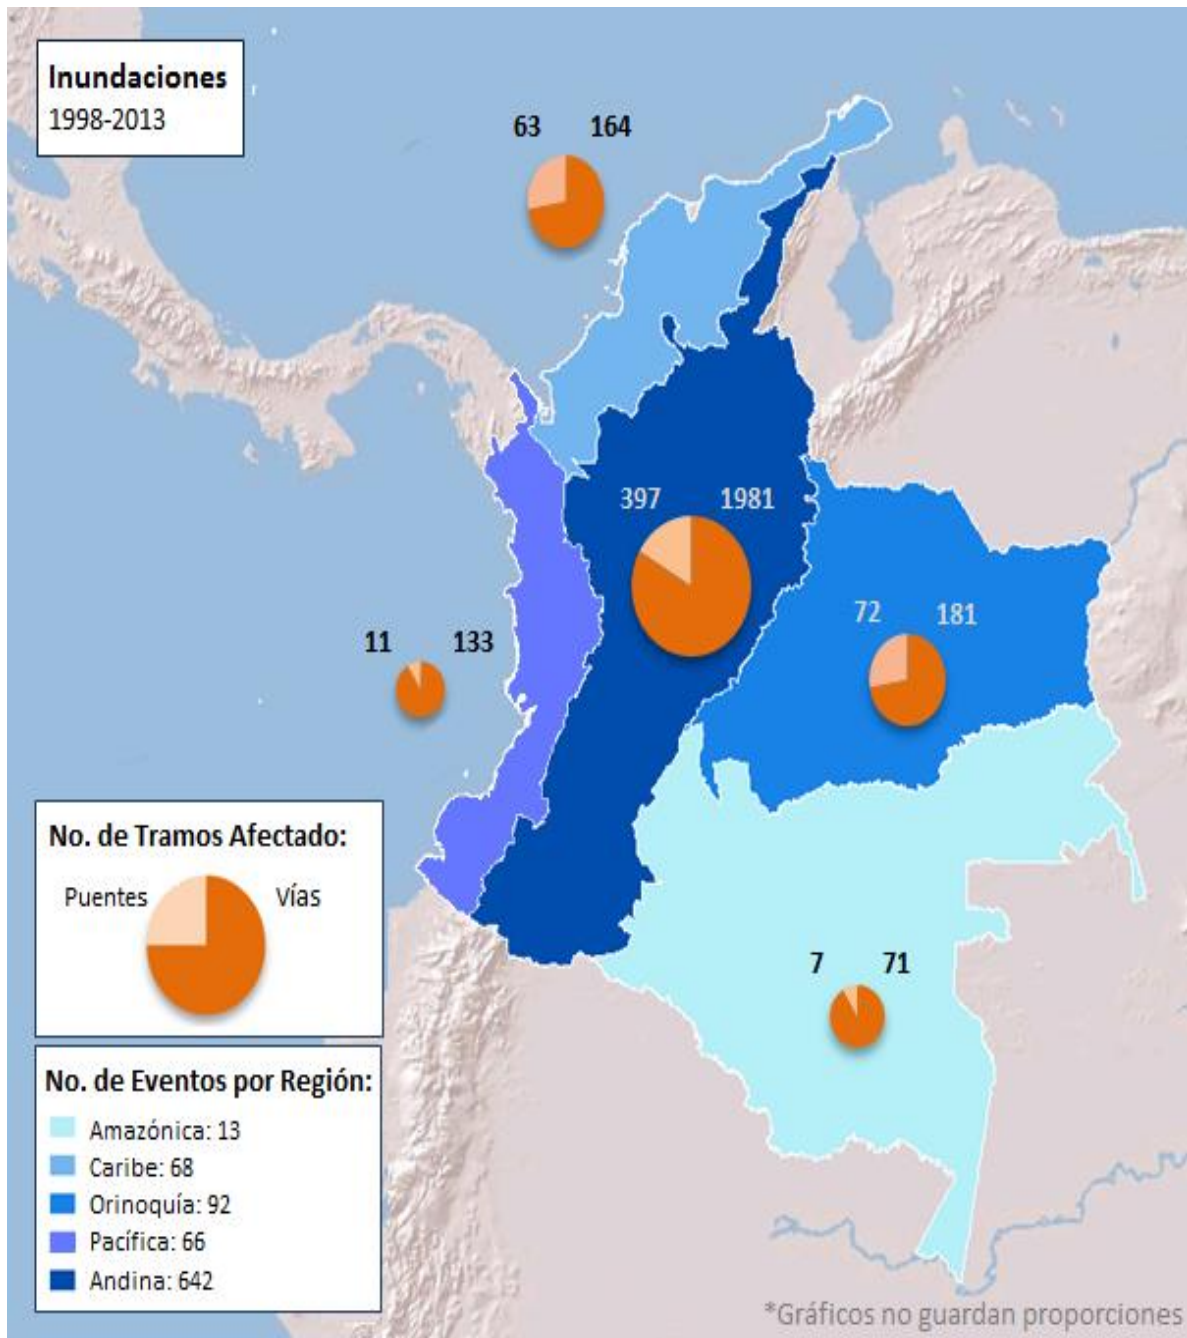 Inundaciones
1998-2013
63 164
397 1981
72 181
11 133
No. de Tramos Afectado:
Puentes Vías
7 71
No. de Eventos por Región:
Amazónica: 13
Caribe: 68
Orinoquía: 92
Pacífica: 66
Andina: 642
*Gráficos no guardan proporciones